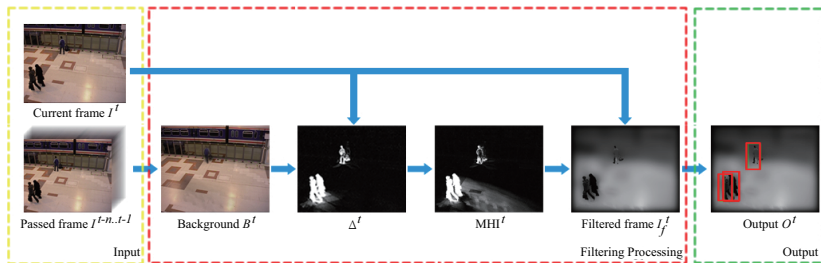 Current frame I^t
Passed frame I^t-n..t-1
Background B^t
Δ^t
MHI^t
Filtered frame I_f^t
Output O^t
Input
Filtering Processing
Output